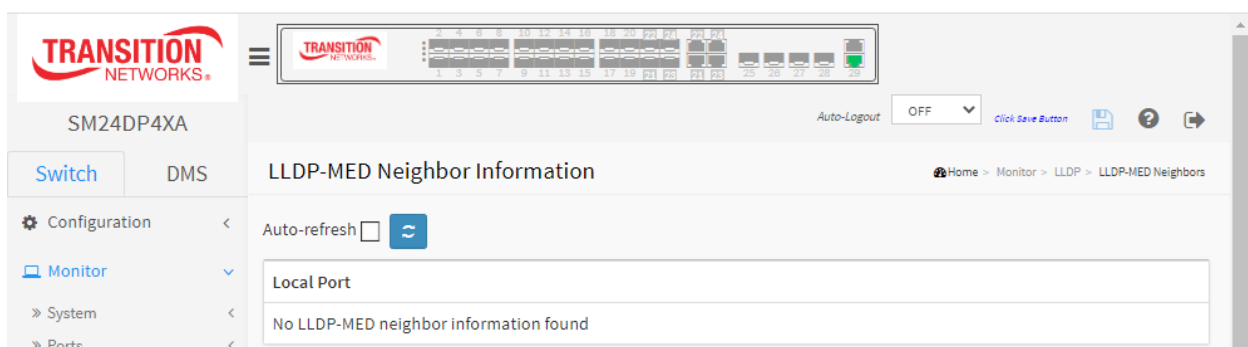 TRANSITION
NETWORKS®
TRANSITION
NETWORKS.
2 4 6 8 10 12 14 16 18 20 22 24 22 24
1 3 5 7 9 11 13 15 17 19 21 23 21 23 25 26 27 28 29
SM24DP4XA
Auto-Logout OFF Click Save Button
Switch DMS
LLDP-MED Neighbor Information
Home > Monitor > LLDP > LLDP-MED Neighbors
Configuration <
Auto-refresh
Monitor
Local Port
» System <
No LLDP-MED neighbor information found
» Ports